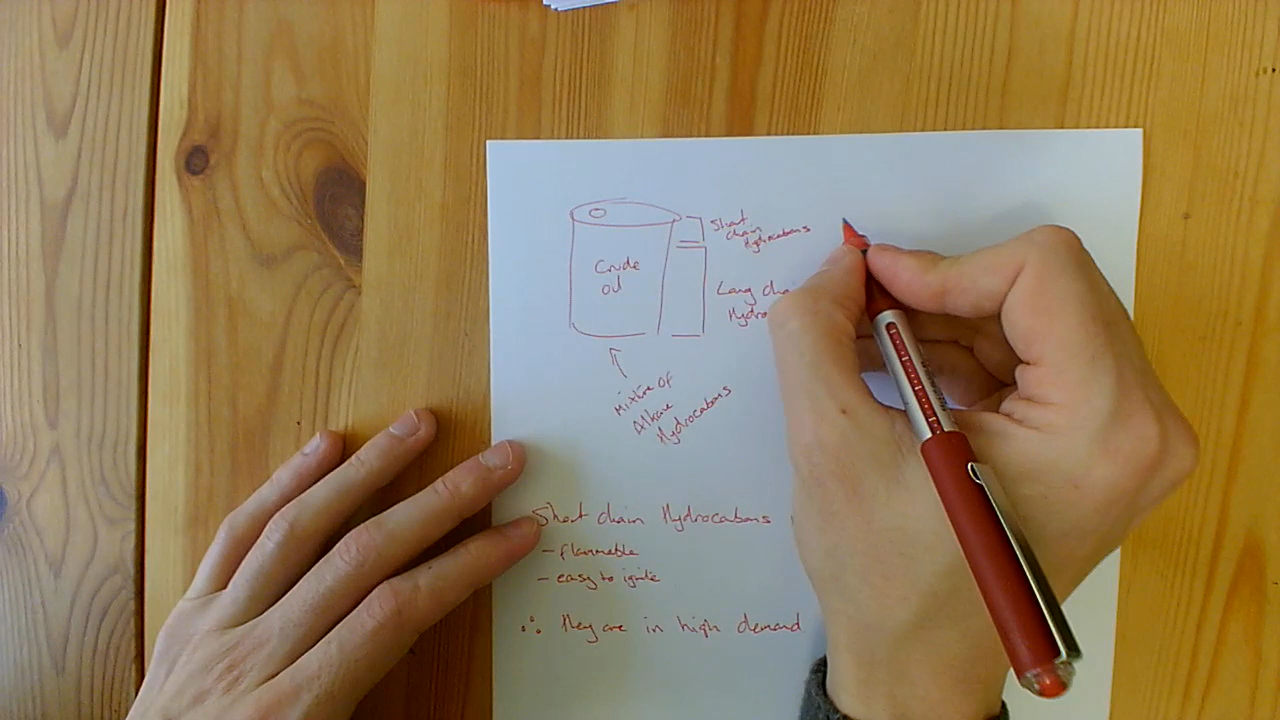 Short
chain
Hydrocarbons
Crude
oil
Long
Mixture Of
Alkane
Hydrocarbons
Short chain Hydrocarbons
- flammable
- easy to ignite
∴ they are in high demand